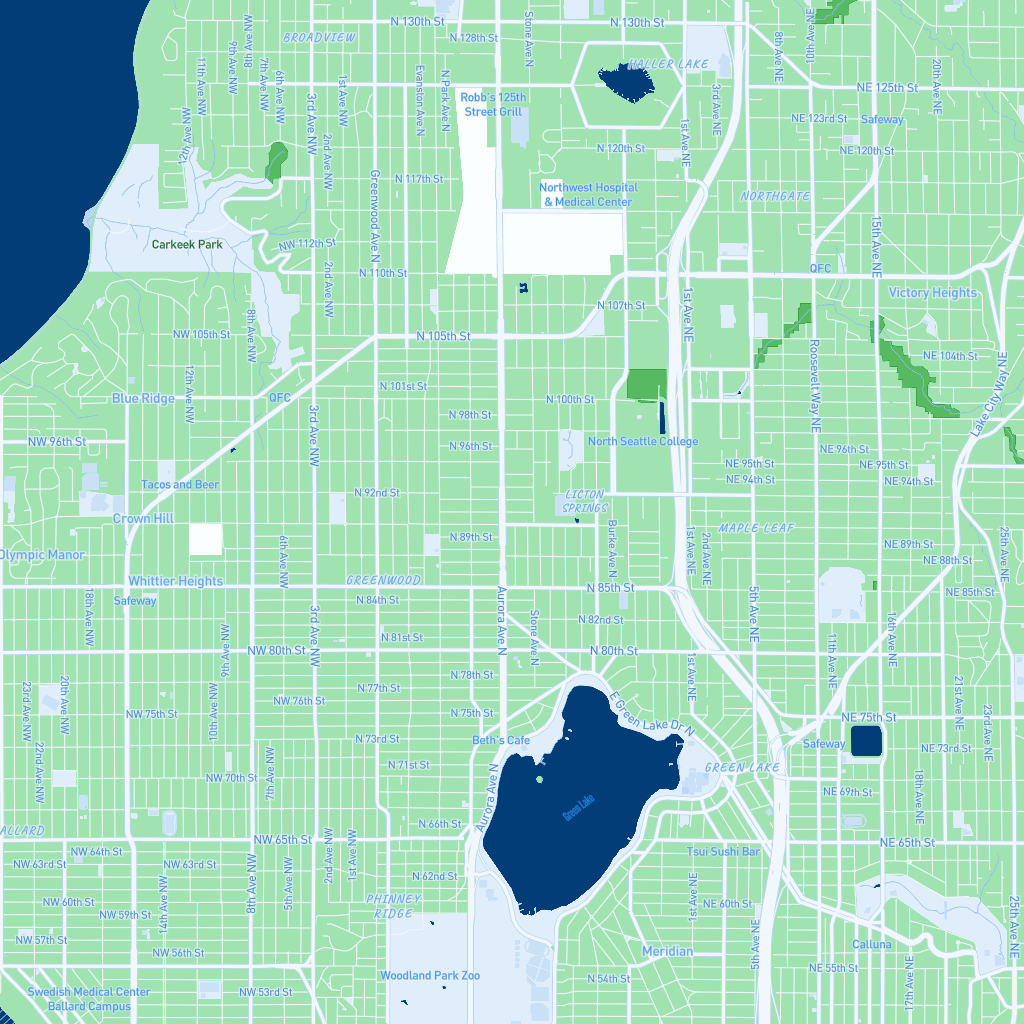 N 130th St
N 130th St
BROADVIEW
N 128th St
Stone Ave N
8th Ave NE
10th Ave NE
8th Ave NW
9th Ave NW
7th Ave NW
6th Ave NW
11th Ave NW
1st Ave NW
Evanston Ave N
N Park Ave N
HALLER LAKE
20th Ave NE
3rd Ave NE
NE 125th St
Robb's 125th
Street Grill
3rd Ave NW
12th Ave NW
2nd Ave NW
1st Ave NE
NE 123rd St
Safeway
N 120th St
NE 120th St
N 117th St
Greenwood Ave N
Northwest Hospital
& Medical Center
NORTHGATE
15th Ave NE
Carkeek Park
NW 112th St
N 110th St
QFC
2nd Ave NW
1st Ave NE
Victory Heights
N 107th St
8th Ave NW
NW 105th St
N 105th St
Roosevelt Way NE
NE 104th St
Lake City Way NE
12th Ave NW
N 101st St
Blue Ridge
QFC
N 100th St
3rd Ave NW
N 98th St
NW 96th St
N 96th St
North Seattle College
NE 96th St
NE 95th St
NE 95th St
NE 94th St
NE 94th St
Tacos and Beer
N 92nd St
LICTON
SPRINGS
Crown Hill
MAPLE LEAF
N 89th St
Burke Ave N
1st Ave NE
2nd Ave NE
NE 89th St
25th Ave NE
Olympic Manor
6th Ave NW
NE 88th St
Whittier Heights
GREENWOOD
N 85th St
NE 85th St
Safeway
18th Ave NW
N 84th St
Aurora Ave N
5th Ave NE
3rd Ave NW
9th Ave NW
N 81st St
Stone Ave N
N 82nd St
16th Ave NE
11th Ave NE
NW 80th St
N 80th St
23rd Ave NW
20th Ave NW
10th Ave NW
N 78th St
1st Ave NE
N 77th St
NW 76th St
21st Ave NE
23rd Ave NE
NW 75th St
N 75th St
E Green Lake Dr N
NE 75th St
N 73rd St
Beth's Cafe
Safeway
NE 73rd St
22nd Ave NW
7th Ave NW
N 71st St
GREEN LAKE
NW 70th St
Aurora Ave N
18th Ave NE
NE 69th St
Green Lake
N 66th St
NW 65th St
NE 65th St
NW 64th St
NW 63rd St
NW 63rd St
2nd Ave NW
1st Ave NW
Tsui Sushi Bar
N 62nd St
8th Ave NW
5th Ave NW
14th Ave NW
1st Ave NE
NW 60th St
NW 59th St
PHINNEY
RIDGE
NE 60th St
25th Ave NE
NW 57th St
5th Ave NE
NW 56th St
Meridian
Calluna
Woodland Park Zoo
NE 55th St
N 54th St
17th Ave NE
Swedish Medical Center
Ballard Campus
NW 53rd St